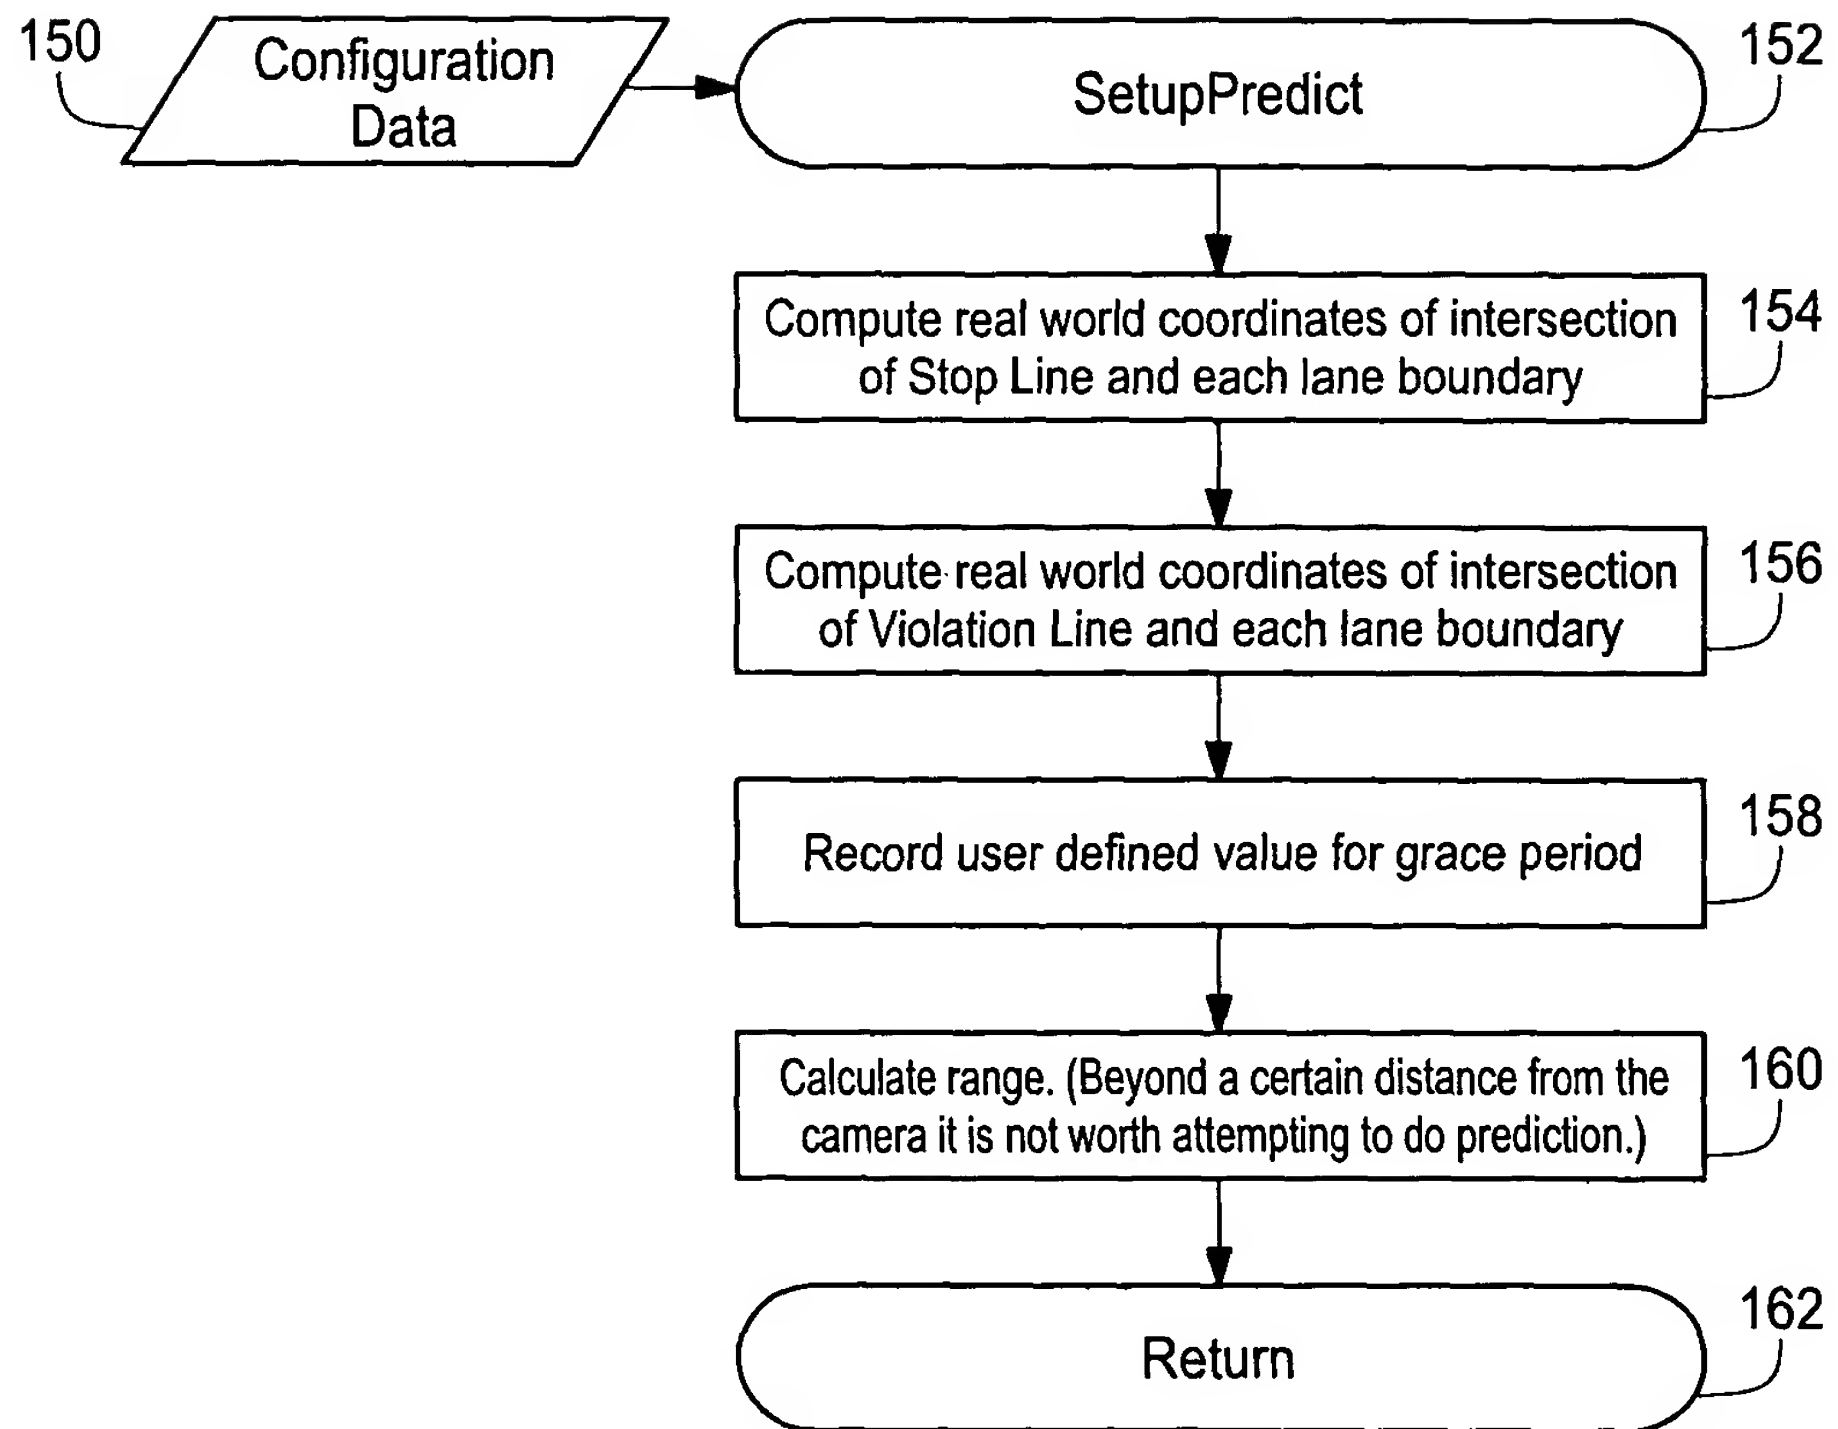 150
Configuration
Data
SetupPredict
152
Compute real world coordinates of intersection
of Stop Line and each lane boundary
154
Compute real world coordinates of intersection
of Violation Line and each lane boundary
156
Record user defined value for grace period
158
Calculate range. (Beyond a certain distance from the
camera it is not worth attempting to do prediction.)
160
Return
162